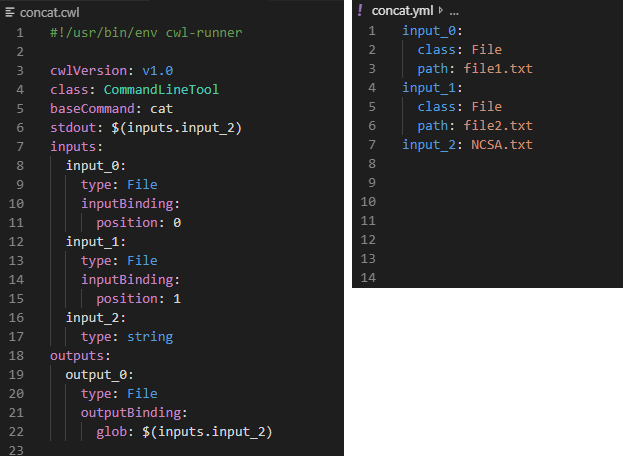 concat.cwl
1 #!/usr/bin/env cwl-runner
2
3 cwlVersion: v1.0
4 class: CommandLineTool
5 baseCommand: cat
6 stdout: $(inputs.input_2)
7 inputs:
8   input_0:
9     type: File
10     inputBinding:
11       position: 0
12   input_1:
13     type: File
14     inputBinding:
15       position: 1
16   input_2:
17     type: string
18 outputs:
19   output_0:
20     type: File
21     outputBinding:
22       glob: $(inputs.input_2)
23
! concat.yml > ...
1 input_0:
2   class: File
3   path: file1.txt
4 input_1:
5   class: File
6   path: file2.txt
7 input_2: NCSA.txt
8
9
10
11
12
13
14